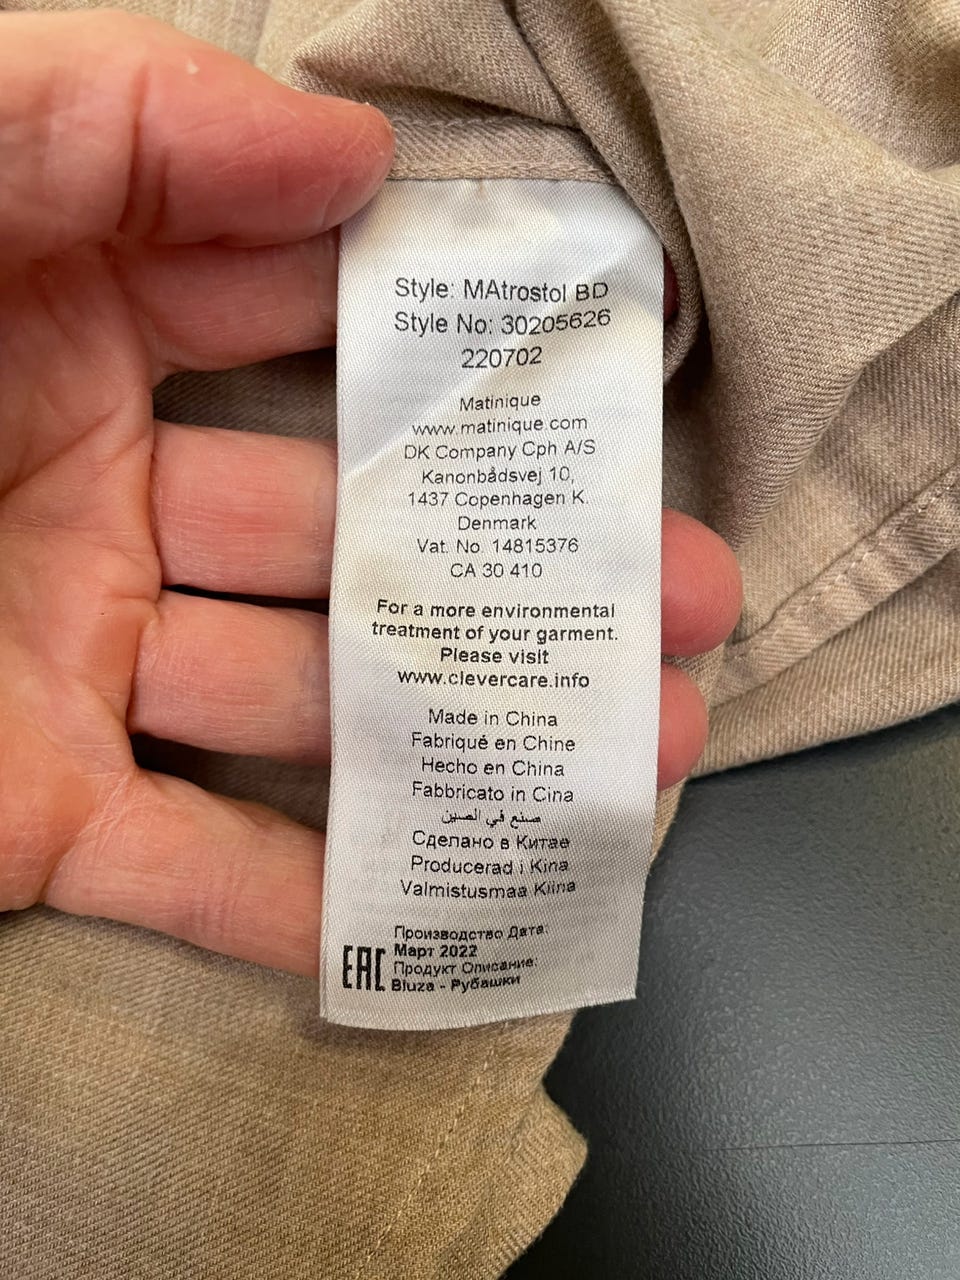 Style: MAtrostol BD
Style No: 30205626
220702
Matinique
www.matinique.com
DK Company Cph A/S
Kanonbådsvej 10,
1437 Copenhagen K.
Denmark
Vat. No. 14815376
CA 30 410
For a more environmental
treatment of your garment.
Please visit
www.clevercare.info
Made in China
Fabriqué en Chine
Hecho en China
Fabbricato in Cina
صنع في الصين
Сделано в Китае
Producerad i Kina
Valmistusmaa Kiina
Производство Дата:
Март 2022
EAC
Продукт Описание:
Bluza - Рубашки